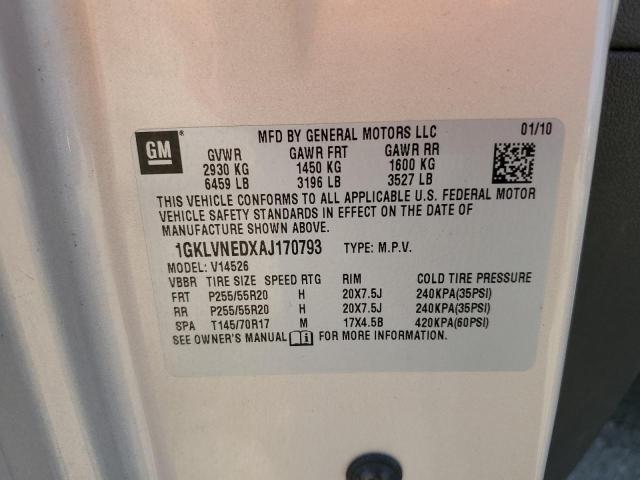 GM ® MFD BY GENERAL MOTORS LLC 01/10
GVWR GAWR FRT GAWR RR
2930 KG 1450 KG 1600 KG
6459 LB 3196 LB 3527 LB
THIS VEHICLE CONFORMS TO ALL APPLICABLE U.S. FEDERAL MOTOR
VEHICLE SAFETY STANDARDS IN EFFECT ON THE DATE OF
MANUFACTURE SHOWN ABOVE.
1GKLVNEDXAJ170793 TYPE: M.P.V.
MODEL: V14526
VBBR TIRE SIZE SPEED RTG RIM COLD TIRE PRESSURE
FRT P255/55R20 H 20X7.5J 240KPA(35PSI)
RR P255/55R20 H 20X7.5J 240KPA(35PSI)
SPA T145/70R17 M 17X4.5B 420KPA(60PSI)
SEE OWNER'S MANUAL i FOR MORE INFORMATION.